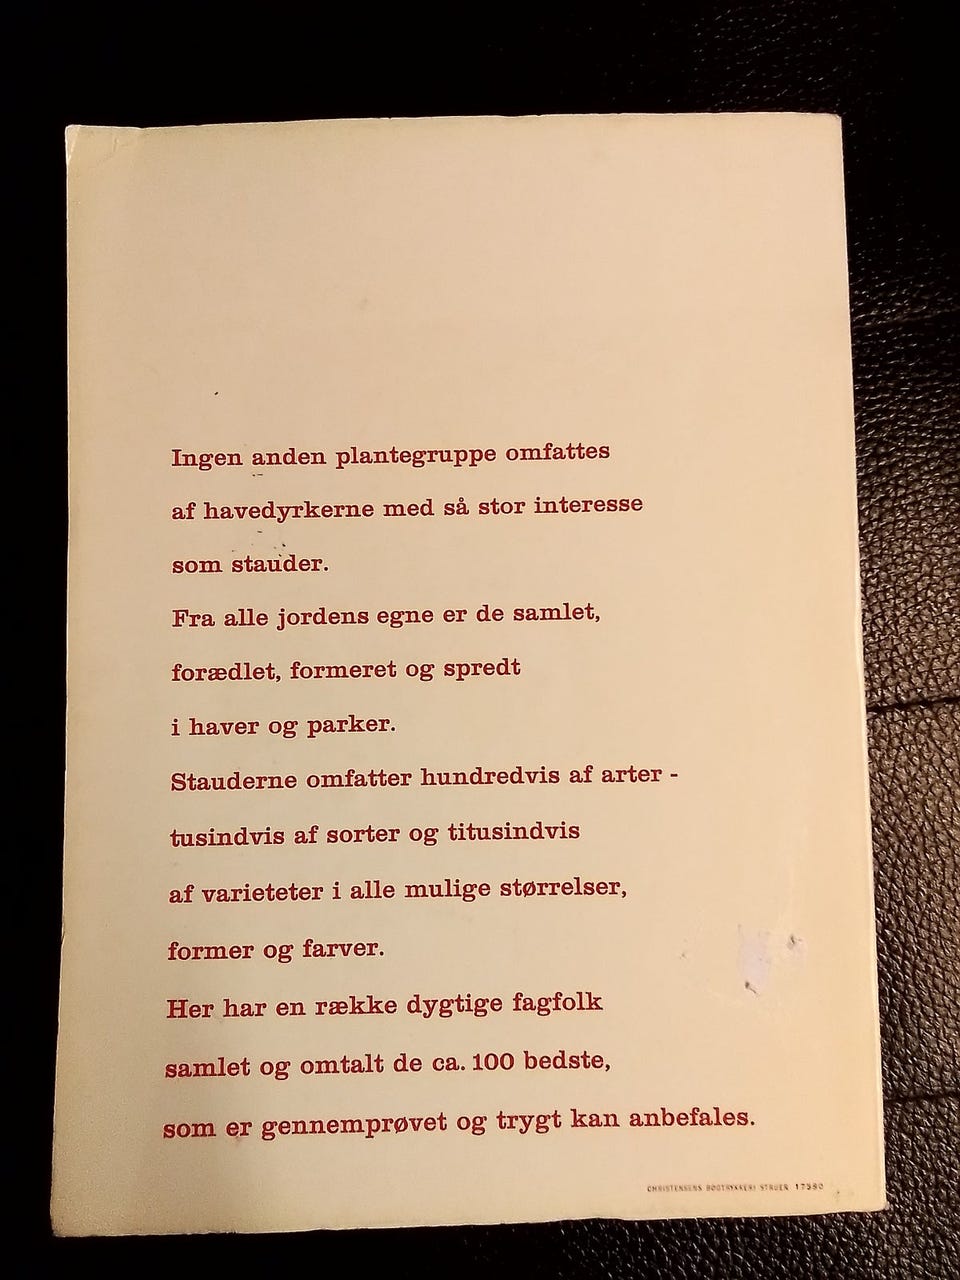 Ingen anden plantegruppe omfattes
af havedyrkerne med så stor interesse
som stauder.
Fra alle jordens egne er de samlet,
forædlet, formeret og spredt
i haver og parker.
Stauderne omfatter hundredvis af arter -
tusindvis af sorter og titusindvis
af varieteter i alle mulige størrelser,
former og farver.
Her har en række dygtige fagfolk
samlet og omtalt de ca. 100 bedste,
som er gennemprøvet og trygt kan anbefales.
CHRISTENSENS BOGTRYKKERI STRUER